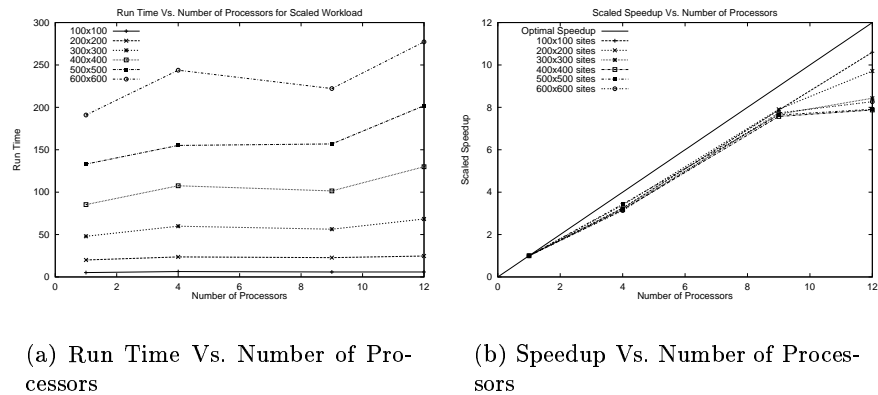 Run Time Vs. Number of Processors for Scaled Workload
300
250
200
150
100
50
0
Run Time
100x100
200x200
300x300
400x400
500x500
600x600
0 2 4 6 8 10 12
Number of Processors
Scaled Speedup Vs. Number of Processors
12
10
8
6
4
2
0
Scaled Speedup
Optimal Speedup
100x100 sites
200x200 sites
300x300 sites
400x400 sites
500x500 sites
600x600 sites
0 2 4 6 8 10 12
Number of Processors
(a) Run Time Vs. Number of Pro-
cessors
(b) Speedup Vs. Number of Proces-
sors